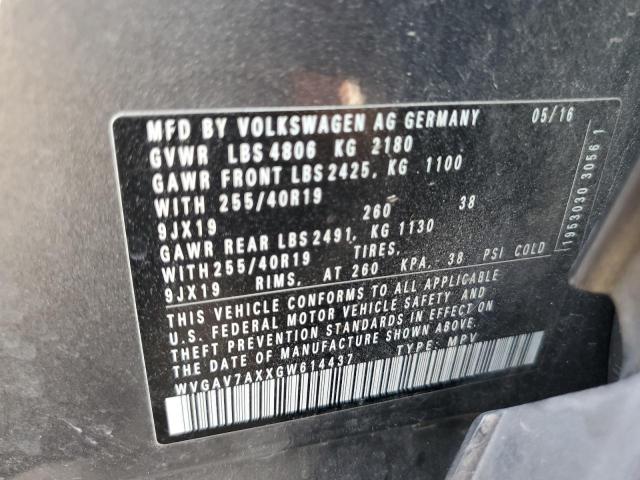 MFD BY VOLKSWAGEN AG GERMANY 05/16
GVWR LBS 4806 KG 2180
GAWR FRONT LBS 2425, KG 1100
WITH 255/40R19
9JX19 260 38
GAWR REAR LBS 2491, KG 1130
WITH 255/40R19 TIRES,
9JX19 RIMS, AT 260 KPA, 38 PSI COLD
THIS VEHICLE CONFORMS TO ALL APPLICABLE
U.S. FEDERAL MOTOR VEHICLE SAFETY AND
THEFT PREVENTION STANDARDS IN EFFECT ON
THE DATE OF MANUFACTURE SHOWN ABOVE.
WVGAV7AXXGW614437 TYPE: MPV
1953030 3056 1